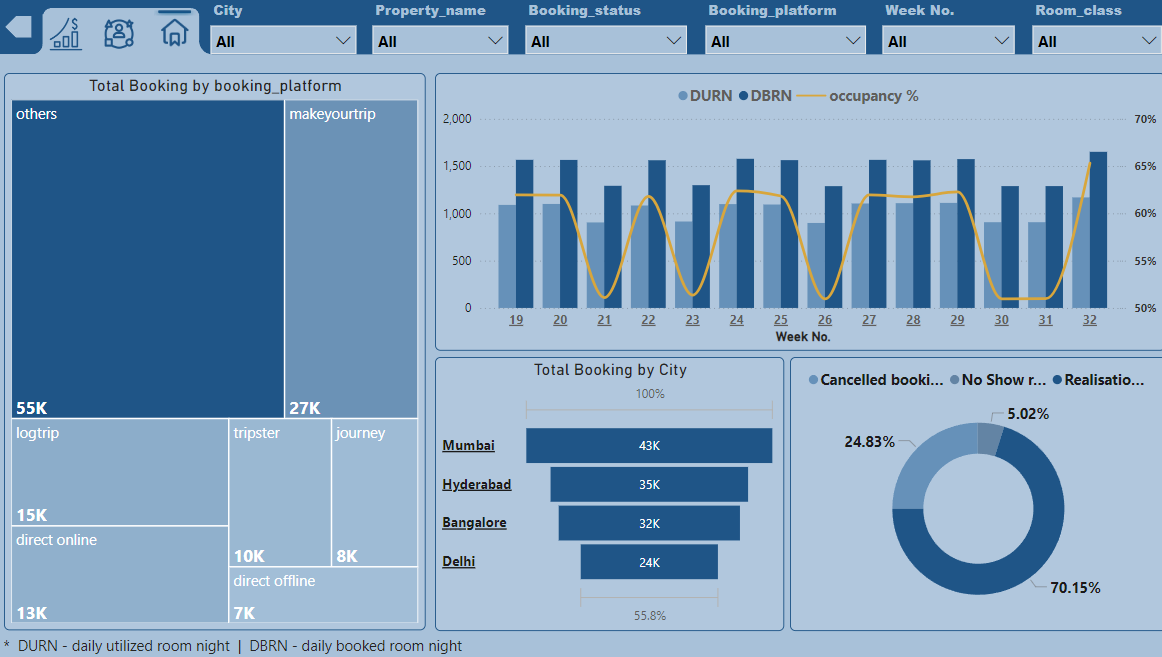 City Property_name Booking_status Booking_platform Week No. Room_class
All All All All All All
Total Booking by booking_platform
others
55K
makeyourtrip
27K
logtrip
15K
direct online
13K
tripster
10K
journey
8K
direct offline
7K
DURN DBRN occupancy %
2,000 70%
1,500 65%
1,000 60%
500 55%
0 50%
19 20 21 22 23 24 25 26 27 28 29 30 31 32
Week No.
Total Booking by City
100%
Mumbai 43K
Hyderabad 35K
Bangalore 32K
Delhi 24K
55.8%
Cancelled booki... No Show r... Realisatio...
5.02%
24.83%
70.15%
* DURN - daily utilized room night | DBRN - daily booked room night